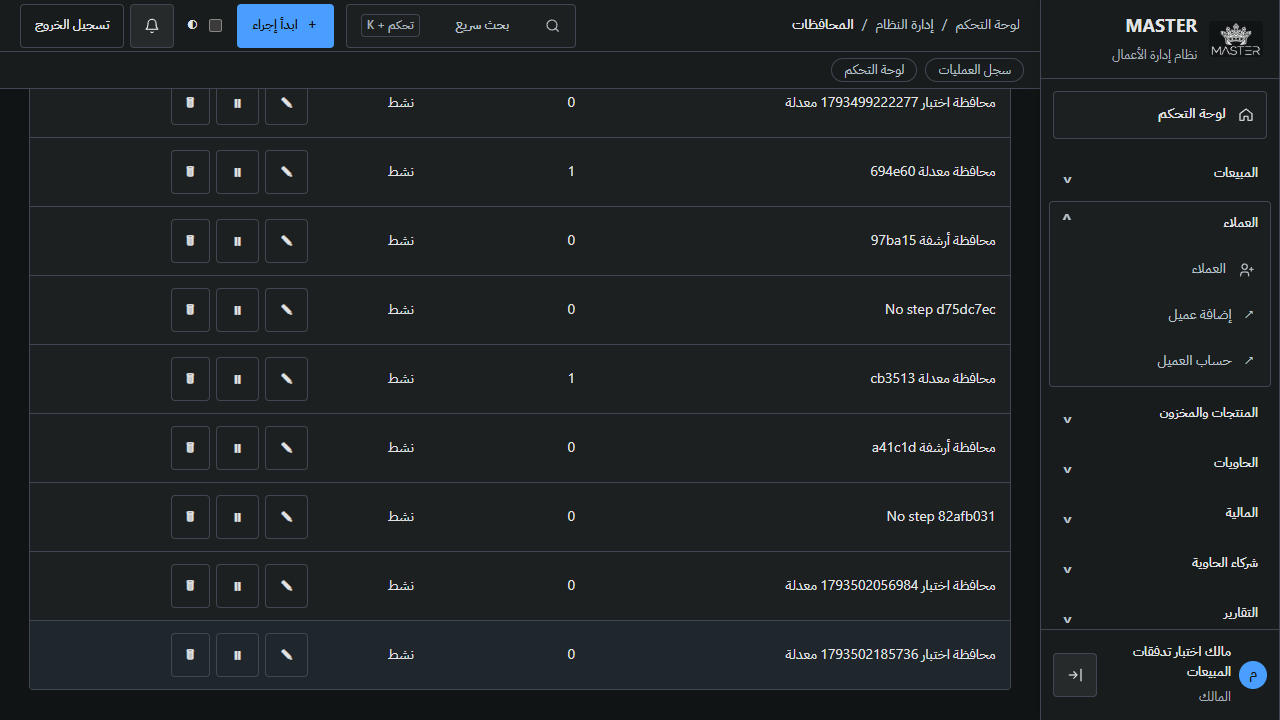 MASTER
نظام إدارة الأعمال
MASTER
لوحة التحكم
المبيعات
العملاء
العملاء
إضافة عميل
حساب العميل
المنتجات والمخزون
الحاويات
المالية
شركاء الحاوية
التقارير
مالك اختبار تدفقات المبيعات
المالك
م
لوحة التحكم / إدارة النظام / المحافظات
بحث سريع
تحكم + K
+ ابدأ إجراء
تسجيل الخروج
سجل العمليات
لوحة التحكم
محافظة اختبار 1793499222277 معدلة 0 نشط
محافظة معدلة 694e60 1 نشط
محافظة أرشفة 97ba15 0 نشط
No step d75dc7ec 0 نشط
محافظة معدلة cb3513 1 نشط
محافظة أرشفة a41c1d 0 نشط
No step 82afb031 0 نشط
محافظة اختبار 1793502056984 معدلة 0 نشط
محافظة اختبار 1793502185736 معدلة 0 نشط